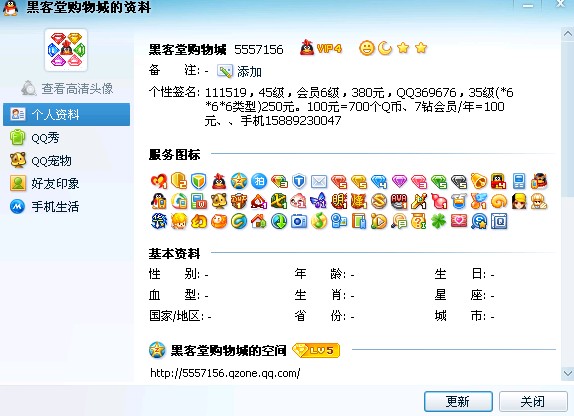 黑客堂购物城的资料
黑客堂购物城 5557156 VIP4
备 注: - 添加
查看高清头像
个性签名: 111519，45级，会员6级，380元，QQ369676，35级(*6
*6*6类型)250元。100元=700个Q币、7钻会员/年=100
元、、手机15889230047
个人资料
QQ秀
QQ宠物
好友印象
手机生活
服务图标
基本资料
性 别: - 年 龄: - 生 日: -
血 型: - 生 肖: - 星 座: -
国家/地区: - 省 份: - 城 市: -
黑客堂购物城的空间 LV5
http://5557156.qzone.qq.com/
更新 关闭